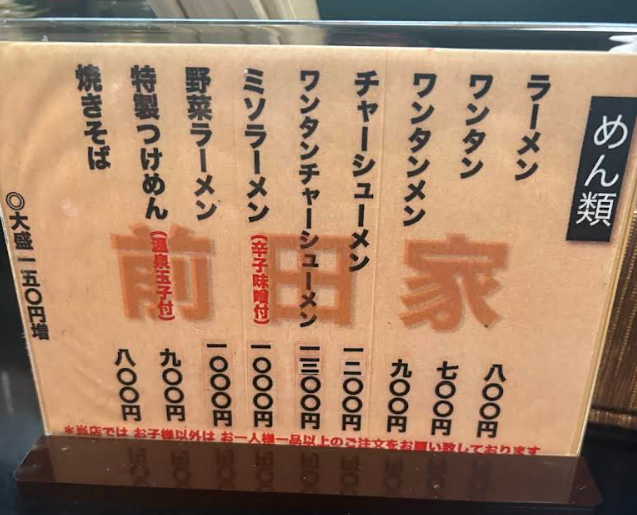 めん類
ラーメン 八〇〇円
ワンタン 七〇〇円
ワンタンメン 九〇〇円
チャーシューメン 一二〇〇円
ワンタンチャーシューメン 一三〇〇円
ミソラーメン(辛子味噌付) 一〇〇〇円
野菜ラーメン 一〇〇〇円
特製つけめん(温泉玉子付) 九〇〇円
焼きそば 八〇〇円
◎大盛一五〇円増
前田家
*当店では お子様以外は お一人様一品以上のご注文をお願い致しております